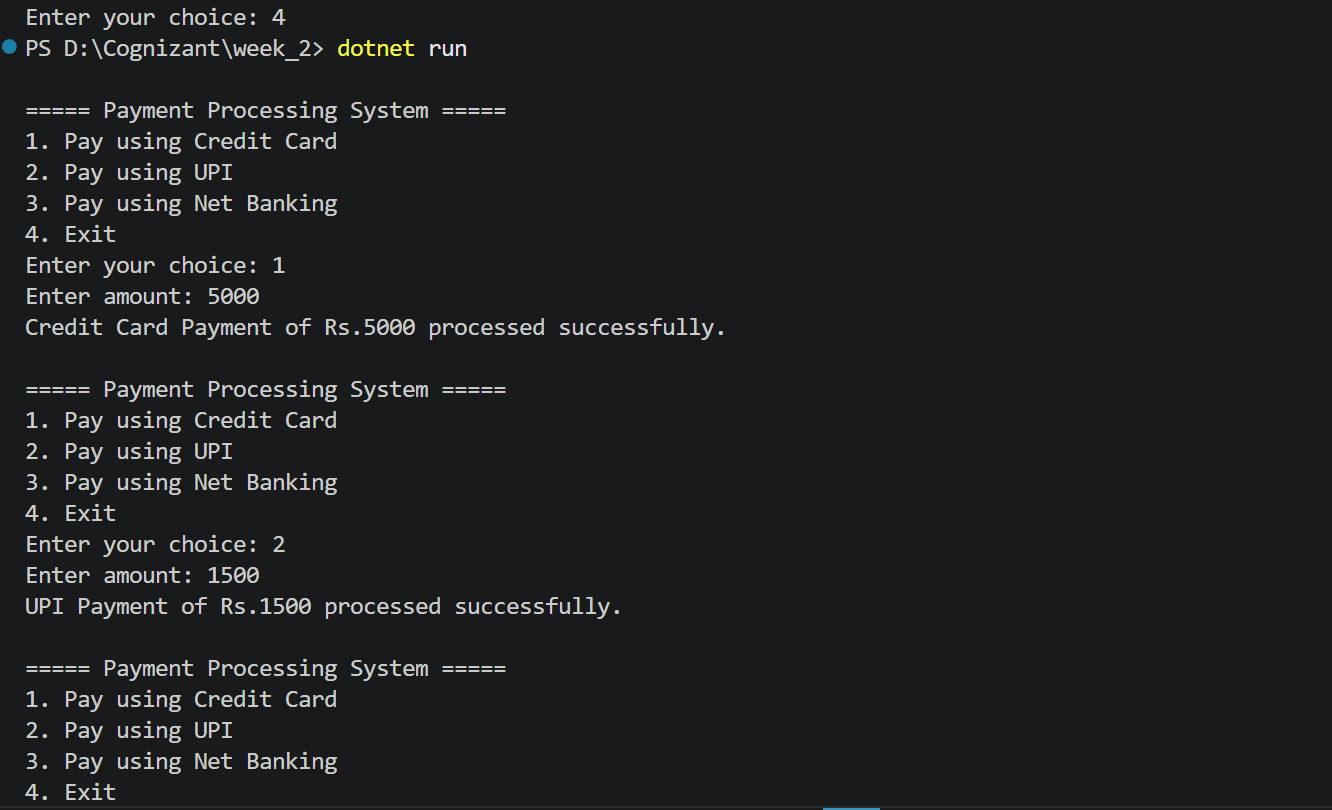 Enter your choice: 4
PS D:\Cognizant\week_2> dotnet run
===== Payment Processing System =====
1. Pay using Credit Card
2. Pay using UPI
3. Pay using Net Banking
4. Exit
Enter your choice: 1
Enter amount: 5000
Credit Card Payment of Rs.5000 processed successfully.
===== Payment Processing System =====
1. Pay using Credit Card
2. Pay using UPI
3. Pay using Net Banking
4. Exit
Enter your choice: 2
Enter amount: 1500
UPI Payment of Rs.1500 processed successfully.
===== Payment Processing System =====
1. Pay using Credit Card
2. Pay using UPI
3. Pay using Net Banking
4. Exit